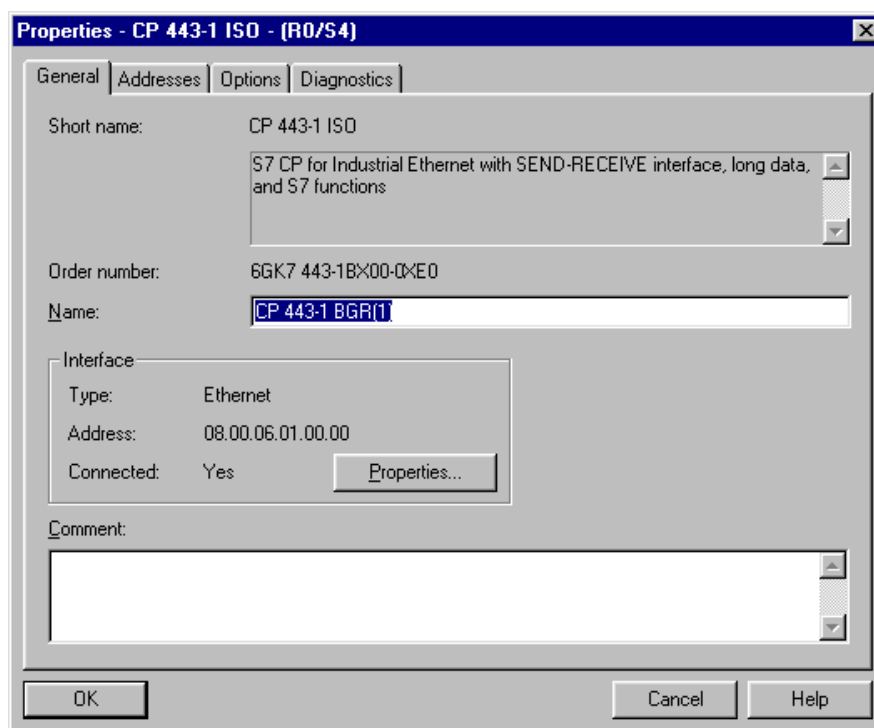 Properties - CP 443-1 ISO - (R0/S4)
General Addresses Options Diagnostics
Short name: CP 443-1 ISO
S7 CP for Industrial Ethernet with SEND-RECEIVE interface, long data,
and S7 functions
Order number: 6GK7 443-1BX00-0XE0
Name: CP 443-1 BGR(1)
Interface
Type: Ethernet
Address: 08.00.06.01.00.00
Connected: Yes Properties...
Comment:
OK Cancel Help